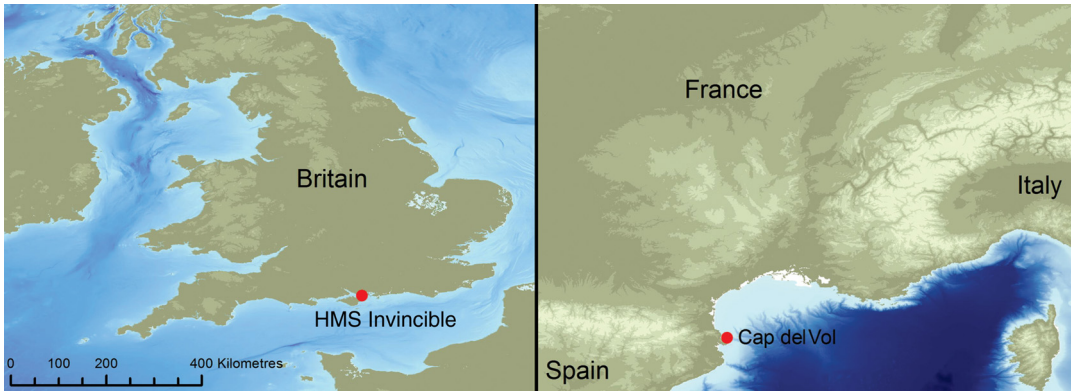 Britain
HMS Invincible
0 100 200 400 Kilometres
France
Italy
Cap del Vol
Spain